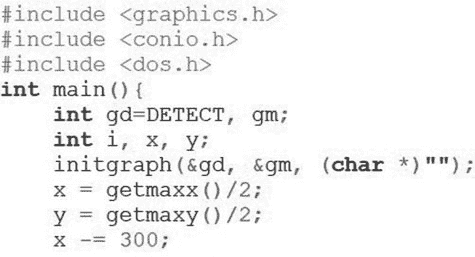 #include <graphics.h>
#include <conio.h>
#include <dos.h>
int main(){
    int gd=DETECT, gm;
    int i, x, y;
    initgraph(&gd, &gm, (char *)"");
    x = getmaxx()/2;
    y = getmaxy()/2;
    x -= 300;